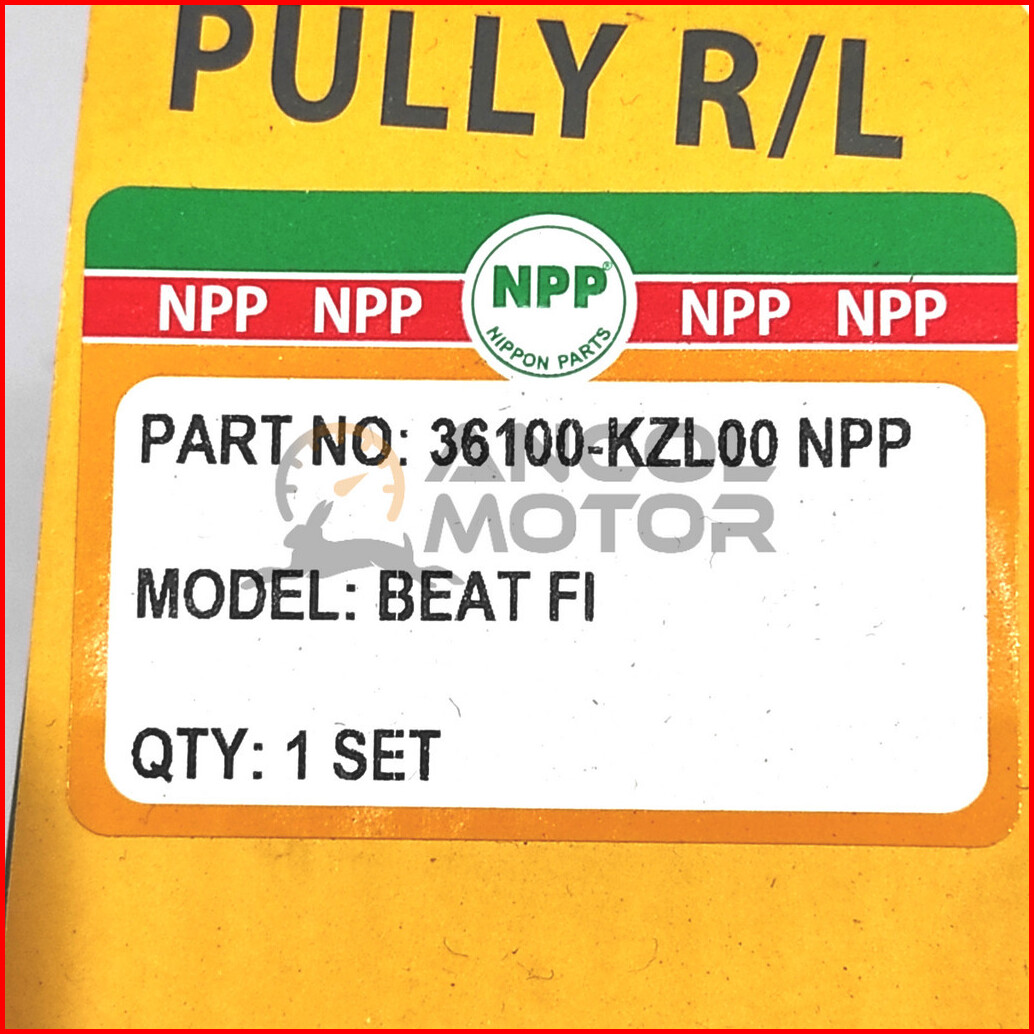 PULLY R/L
NPP NPP NPP® NPP NPP
NIPPON PARTS
PART NO: 36100-KZL00 NPP
ANCOL
MOTOR
MODEL: BEAT FI
QTY: 1 SET